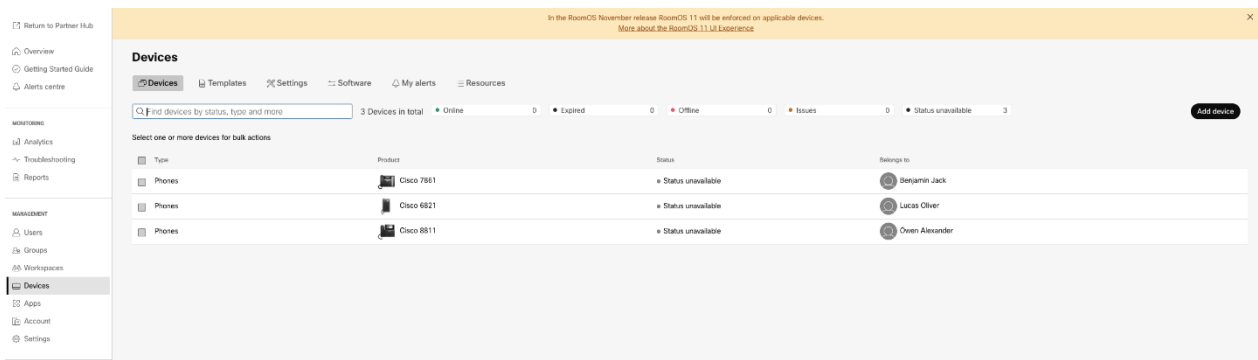 In the RoomOS November release RoomOS 11 will be enforced on applicable devices.
More about the RoomOS 11 UI Experience
Return to Partner Hub
Overview
Getting Started Guide
Alerts centre
MONITORING
Analytics
Troubleshooting
Reports
MANAGEMENT
Users
Groups
Workspaces
Devices
Apps
Account
Settings
Devices
Devices Templates Settings Software My alerts Resources
Find devices by status, type and more 3 Devices in total Online 0 Expired 0 Offline 0 Issues 0 Status unavailable 3 Add device
Select one or more devices for bulk actions
Type Product Status Belongs to
Phones Cisco 7861 Status unavailable Benjamin Jack
Phones Cisco 6821 Status unavailable Lucas Oliver
Phones Cisco 8811 Status unavailable Owen Alexander